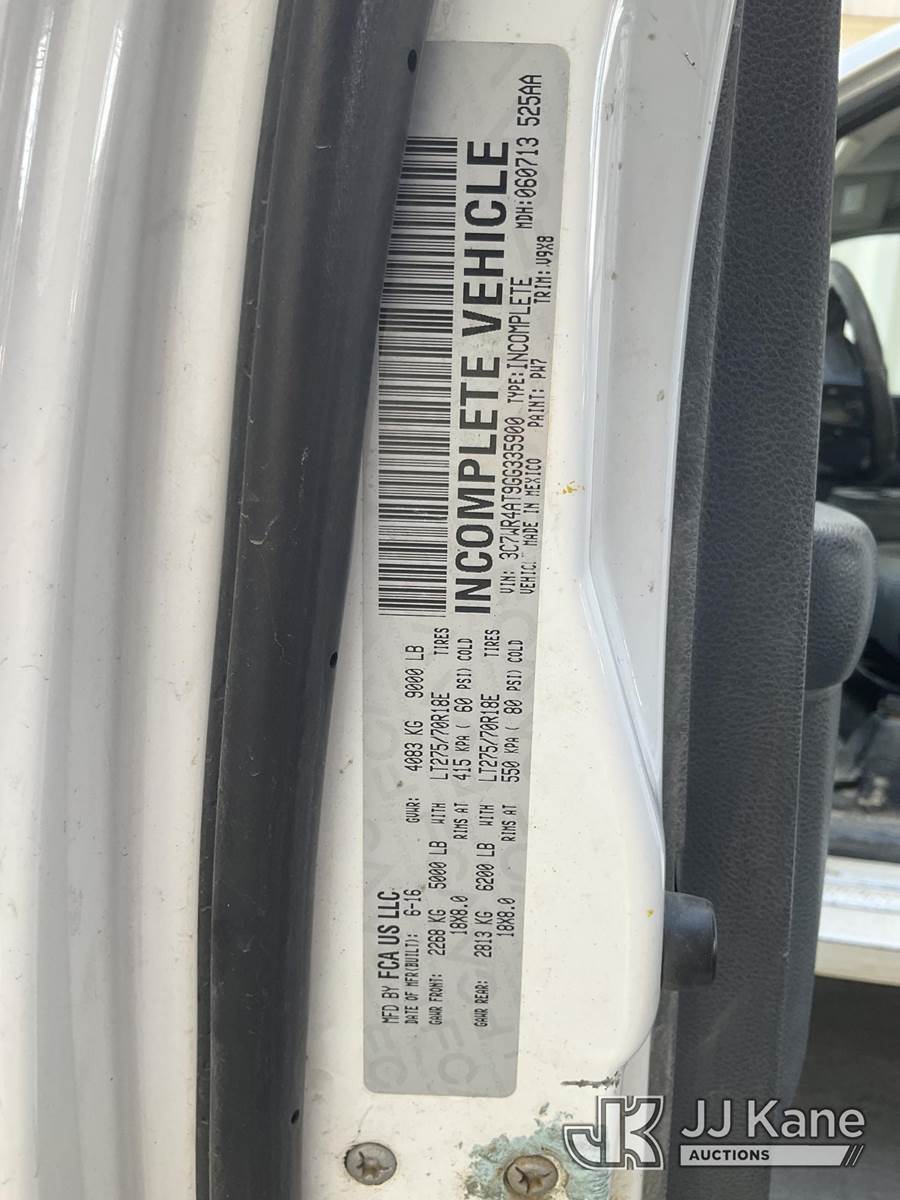 MFD BY FCA US LLC
DATE OF MFR(BUILT): 6-16 GVWR: 4083 KG 9000 LB
GAWR FRONT: 2268 KG 5000 LB WITH LT275/70R18E TIRES
18X8.0 RIMS AT 415 KPA ( 60 PSI) COLD
GAWR REAR: 2813 KG 6200 LB WITH LT275/70R18E TIRES
18X8.0 RIMS AT 550 KPA ( 80 PSI) COLD
INCOMPLETE VEHICLE
VIN: 3C7WR4AT9GG335900 TYPE:INCOMPLETE MDH:060713 525AA
VEHICL MADE IN MEXICO PAINT: PW7 TRIM: V9X8
JK JJ Kane
AUCTIONS